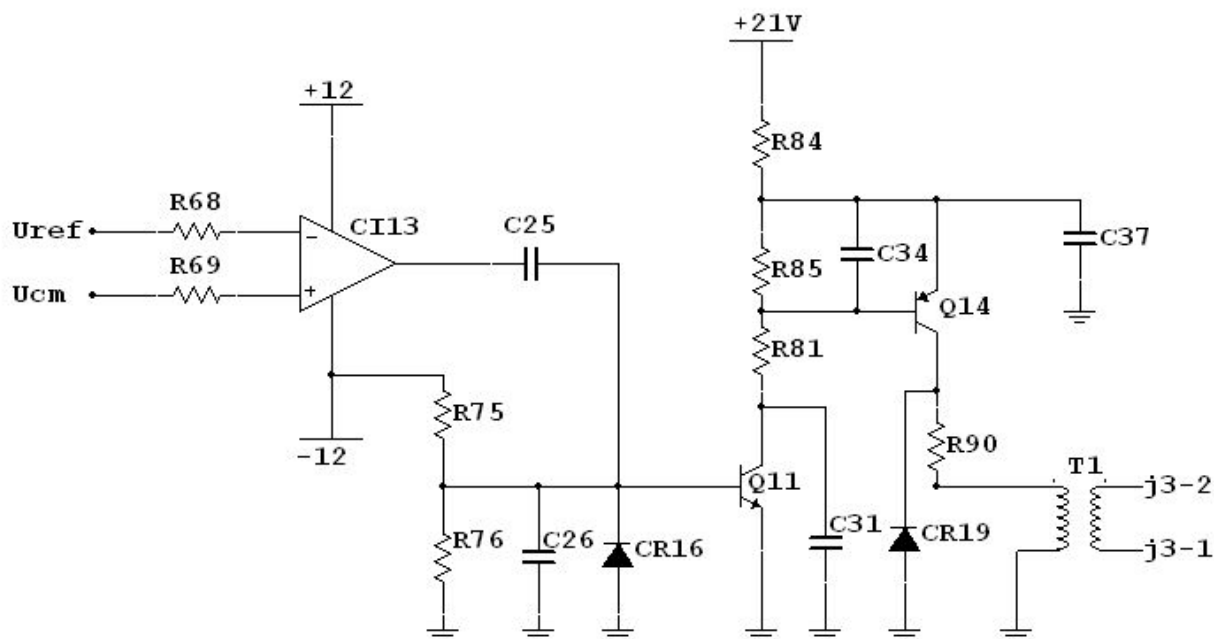 +21V
+12
R84
R68
Uref
−
CI13
C25
C37
C34
R85
R69
Ucm
+
Q14
R81
R75
R90
-12
T1
Q11
j3-2
R76
C26
CR16
C31
CR19
j3-1